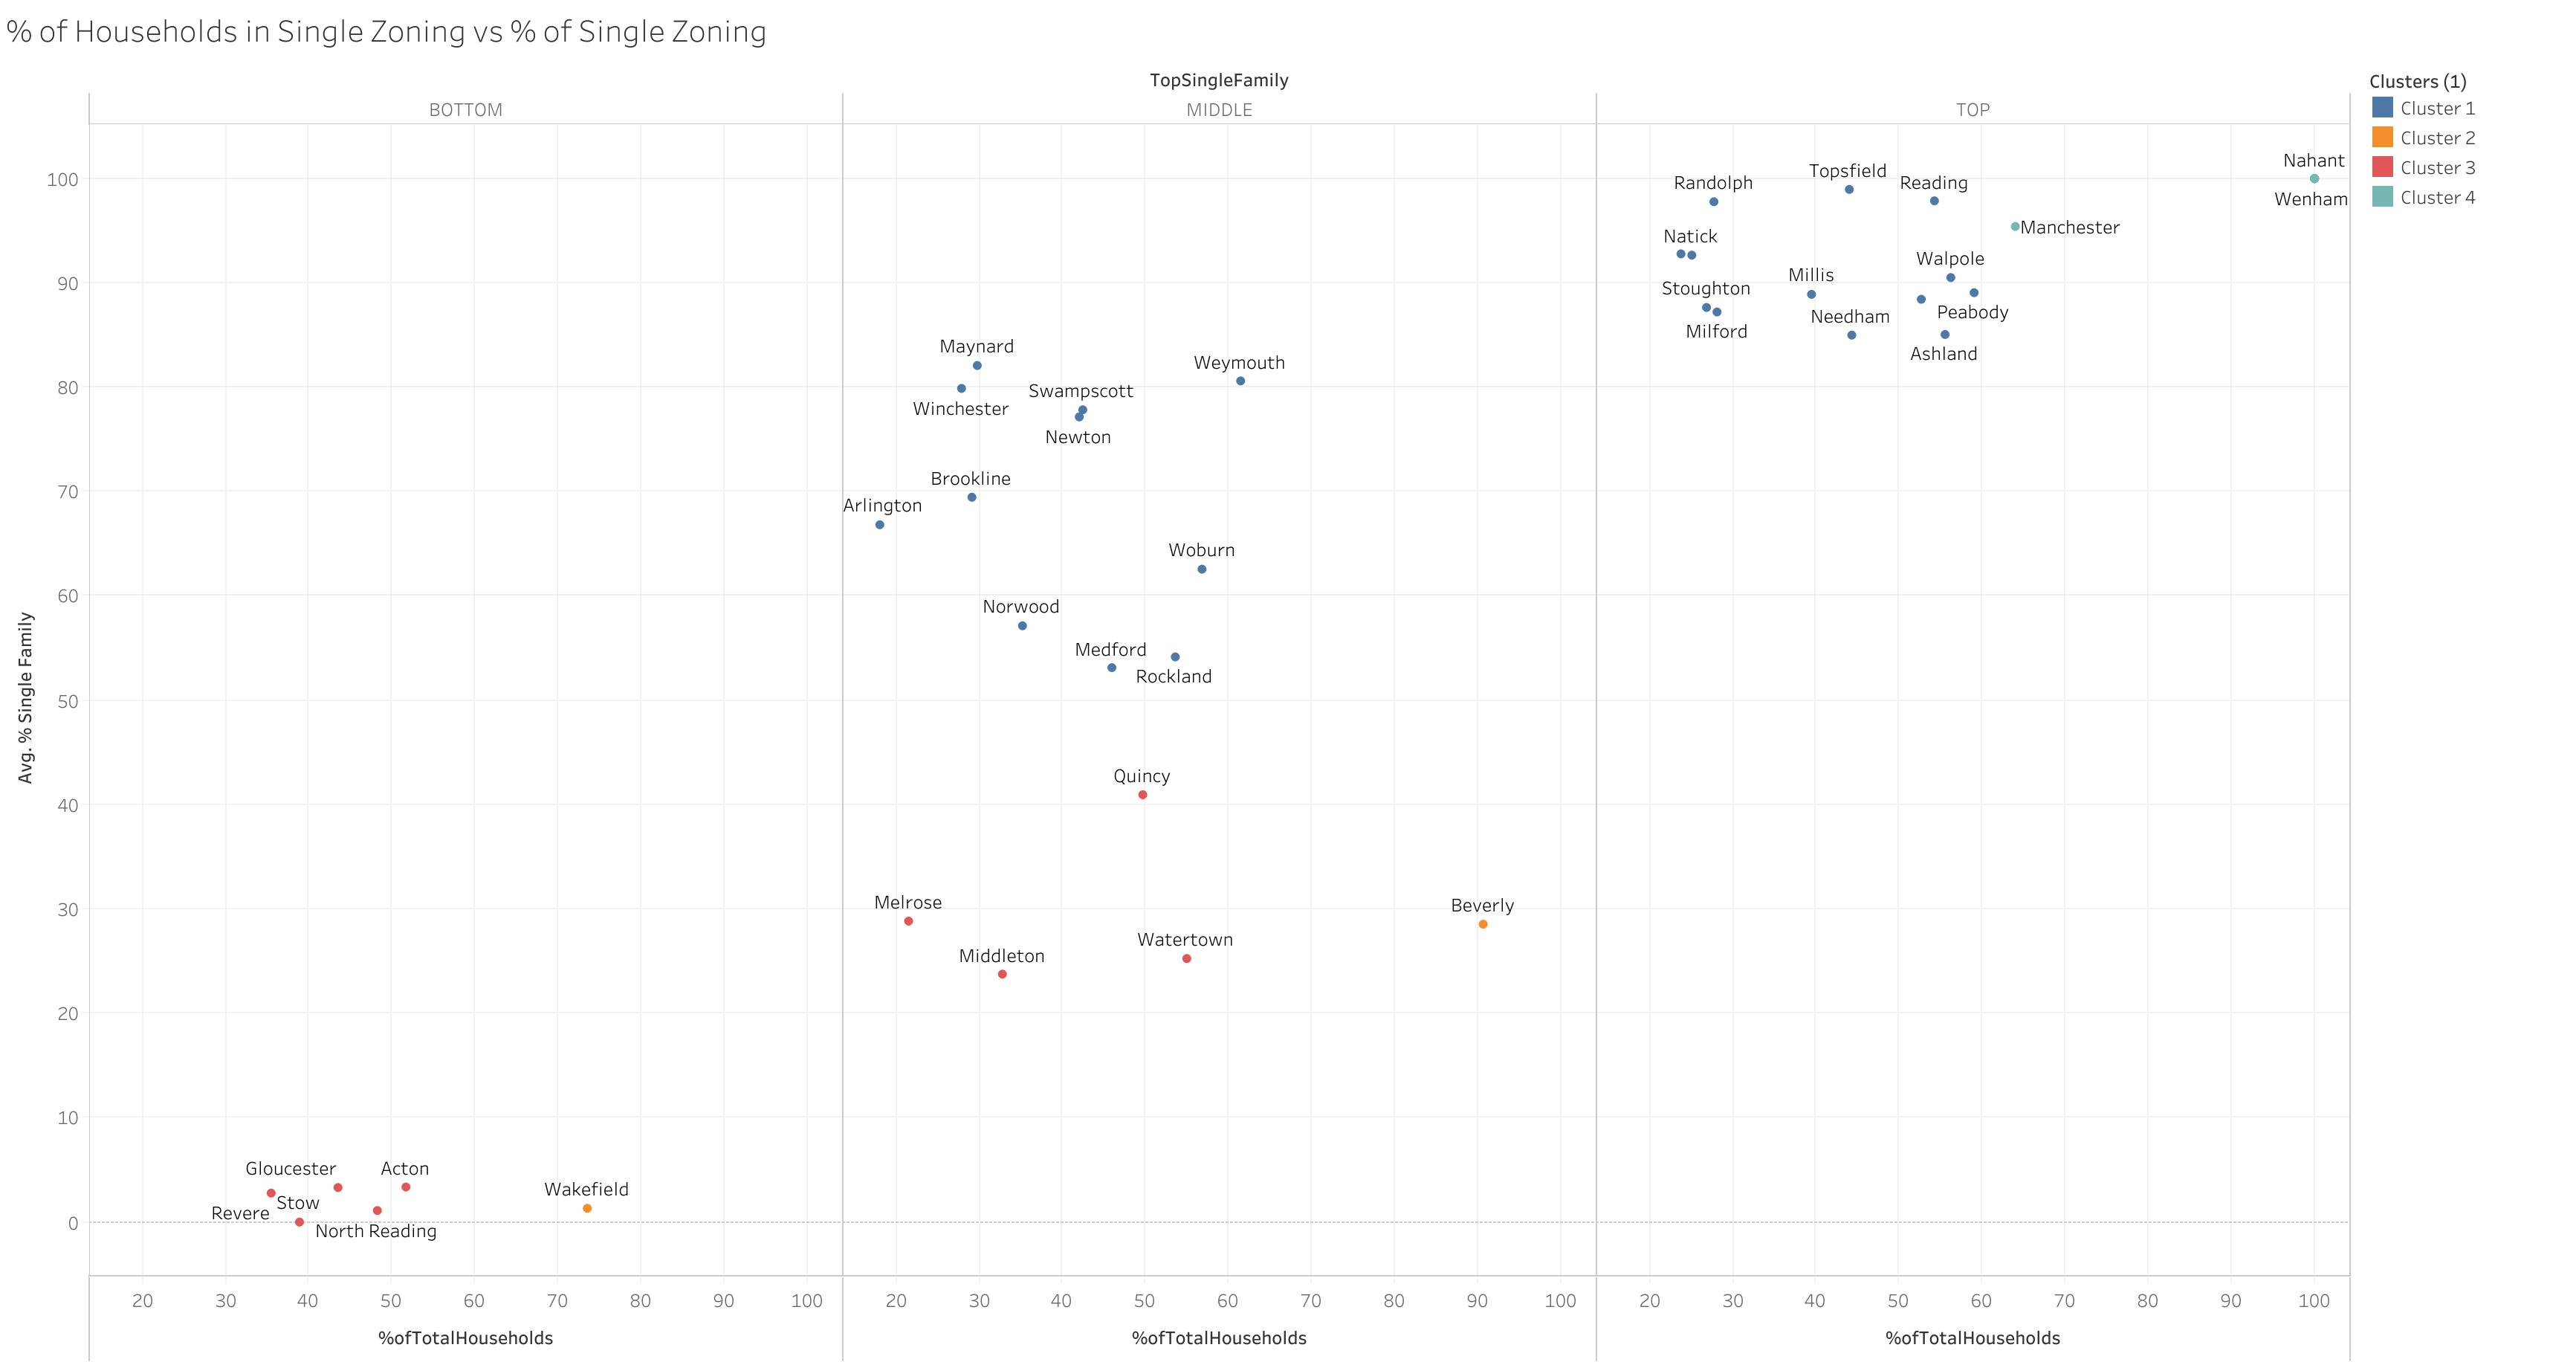 % of Households in Single Zoning vs % of Single Zoning
TopSingleFamily
BOTTOM
MIDDLE
TOP
Clusters (1)
Cluster 1
Cluster 2
Cluster 3
Cluster 4
Avg. % Single Family
100
90
80
70
60
50
40
30
20
10
0
Gloucester
Acton
Revere
Stow
North Reading
Wakefield
Maynard
Weymouth
Winchester
Swampscott
Newton
Brookline
Arlington
Woburn
Norwood
Medford
Rockland
Quincy
Melrose
Beverly
Watertown
Middleton
Nahant
Wenham
Topsfield
Randolph
Reading
Manchester
Natick
Walpole
Millis
Stoughton
Peabody
Needham
Milford
Ashland
20 30 40 50 60 70 80 90 100
20 30 40 50 60 70 80 90 100
20 30 40 50 60 70 80 90 100
%ofTotalHouseholds
%ofTotalHouseholds
%ofTotalHouseholds